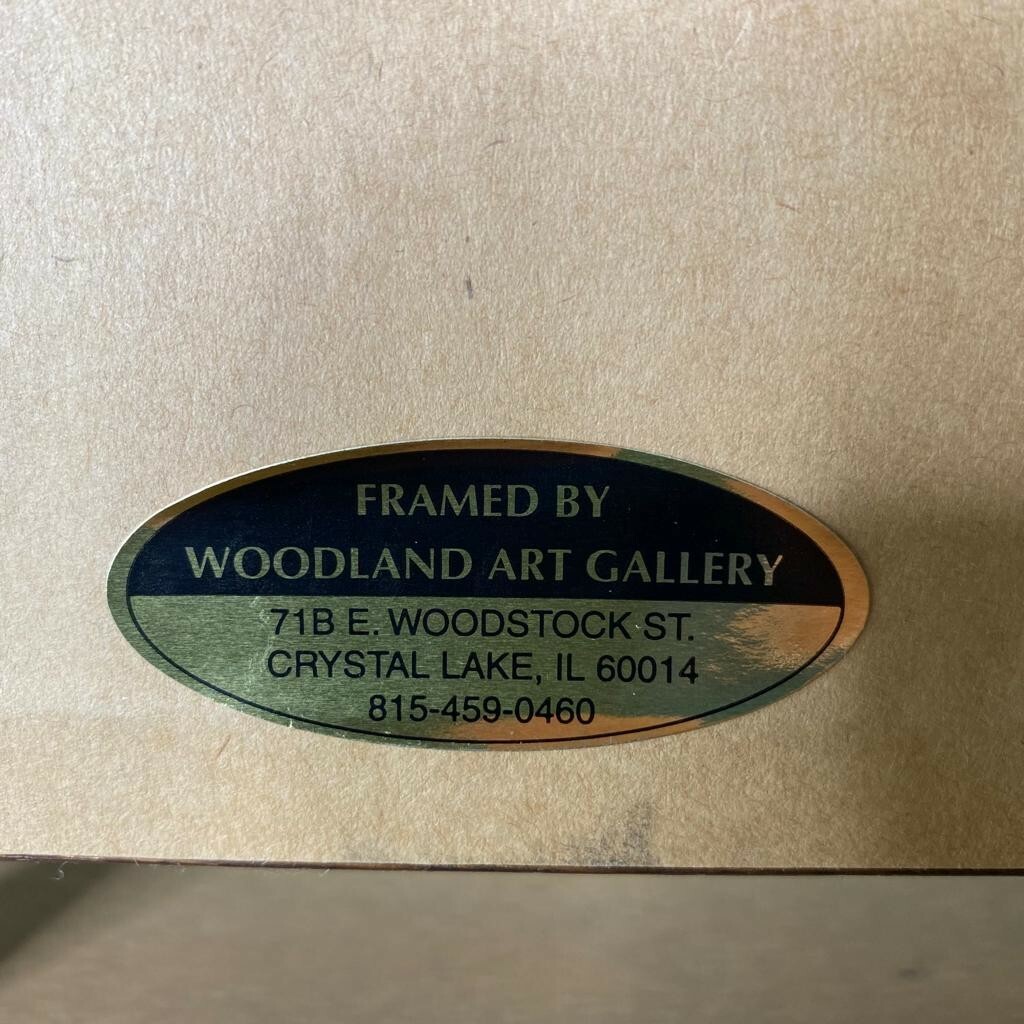 FRAMED BY
WOODLAND ART GALLERY
71B E. WOODSTOCK ST.
CRYSTAL LAKE, IL 60014
815-459-0460